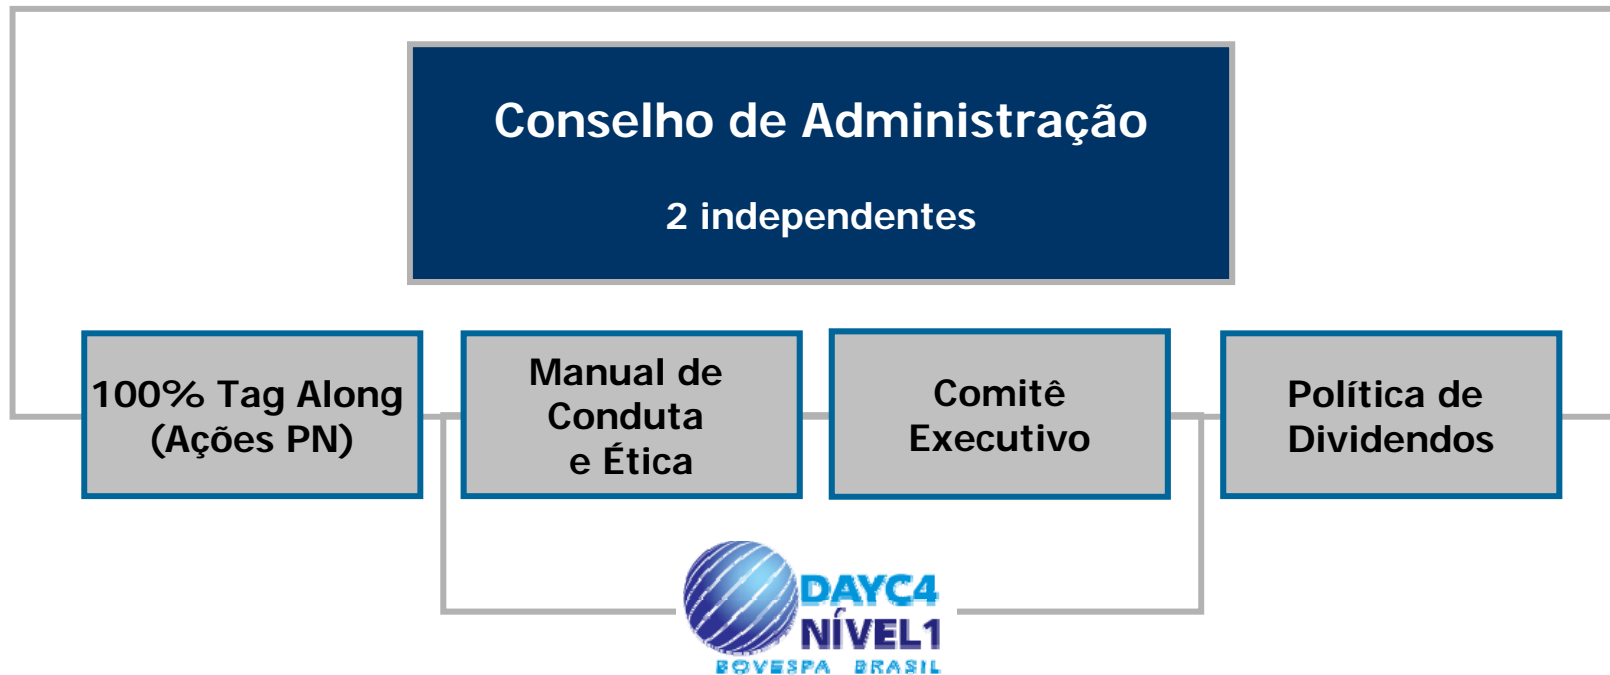 Conselho de Administração
2 independentes
100% Tag Along
(Ações PN)
Manual de
Conduta
e Ética
Comitê
Executivo
Política de
Dividendos
DAYC4
NÍVEL1
BOVESPA BRASIL